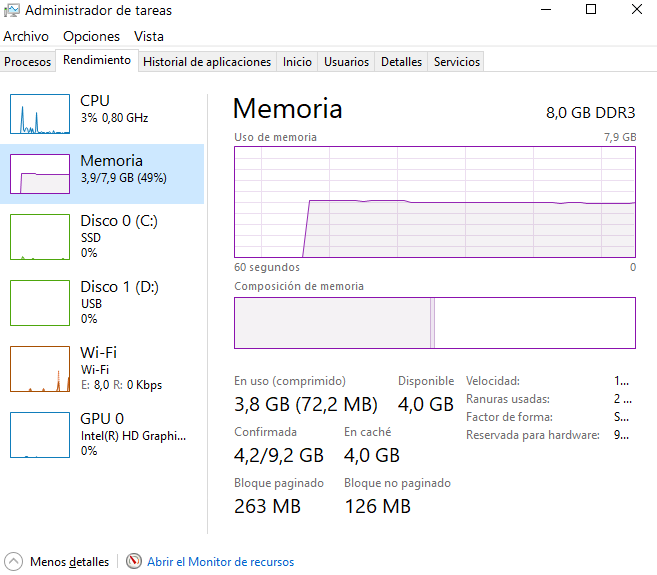 Administrador de tareas
Archivo Opciones Vista
Procesos Rendimiento Historial de aplicaciones Inicio Usuarios Detalles Servicios
CPU
3% 0,80 GHz
Memoria
3,9/7,9 GB (49%)
Disco 0 (C:)
SSD
0%
Disco 1 (D:)
USB
0%
Wi-Fi
Wi-Fi
E: 8,0 R: 0 Kbps
GPU 0
Intel(R) HD Graphi...
0%
Memoria 8,0 GB DDR3
Uso de memoria 7,9 GB
60 segundos 0
Composición de memoria
En uso (comprimido) Disponible
3,8 GB (72,2 MB) 4,0 GB
Confirmada En caché
4,2/9,2 GB 4,0 GB
Bloque paginado Bloque no paginado
263 MB 126 MB
Velocidad: 1...
Ranuras usadas: 2 ...
Factor de forma: S...
Reservada para hardware: 9...
Menos detalles Abrir el Monitor de recursos